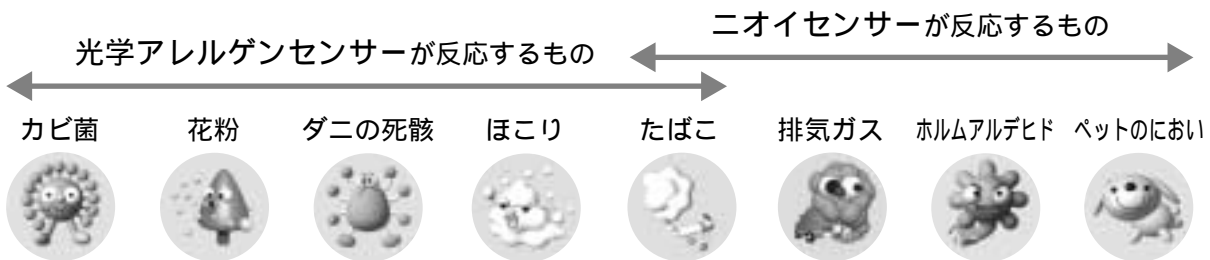 ニオイセンサーが反応するもの
光学アレルゲンセンサーが反応するもの
カビ菌 花粉 ダニの死骸 ほこり たばこ 排気ガス ホルムアルデヒド ペットのにおい